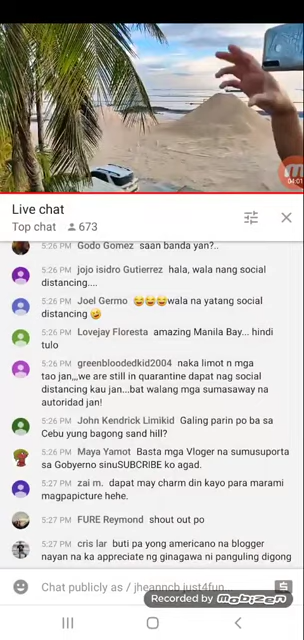 04:01
Live chat
Top chat 673
5:26 PM Godo Gomez saan banda yan?..
5:26 PM jojo isidro Gutierrez hala, wala nang social
distancing....
5:26 PM Joel Germo 😂😂😂wala na yatang social
distancing 🤣
5:26 PM Lovejay Floresta amazing Manila Bay... hindi
tulo
5:26 PM greenbloodedkid2004 naka limot n mga
tao jan,,,we are still in quarantine dapat nag social
distancing kau jan...bat walang mga sumasaway na
autoridad jan!
5:26 PM John Kendrick Limikid Galing parin po ba sa
Cebu yung bagong sand hill?
5:26 PM Maya Yamot Basta mga Vloger na sumusuporta
sa Gobyerno sinuSUBCRIBE ko agad.
5:27 PM zai m. dapat may charm din kayo para marami
magpapicture hehe.
5:27 PM FURE Reymond shout out po
5:27 PM cris lar buti pa yong americano na blogger
nayan na ka appreciate ng ginagawa ni panguling digong
Chat publicly as / jheanncb just4fun
Recorded by mobizen